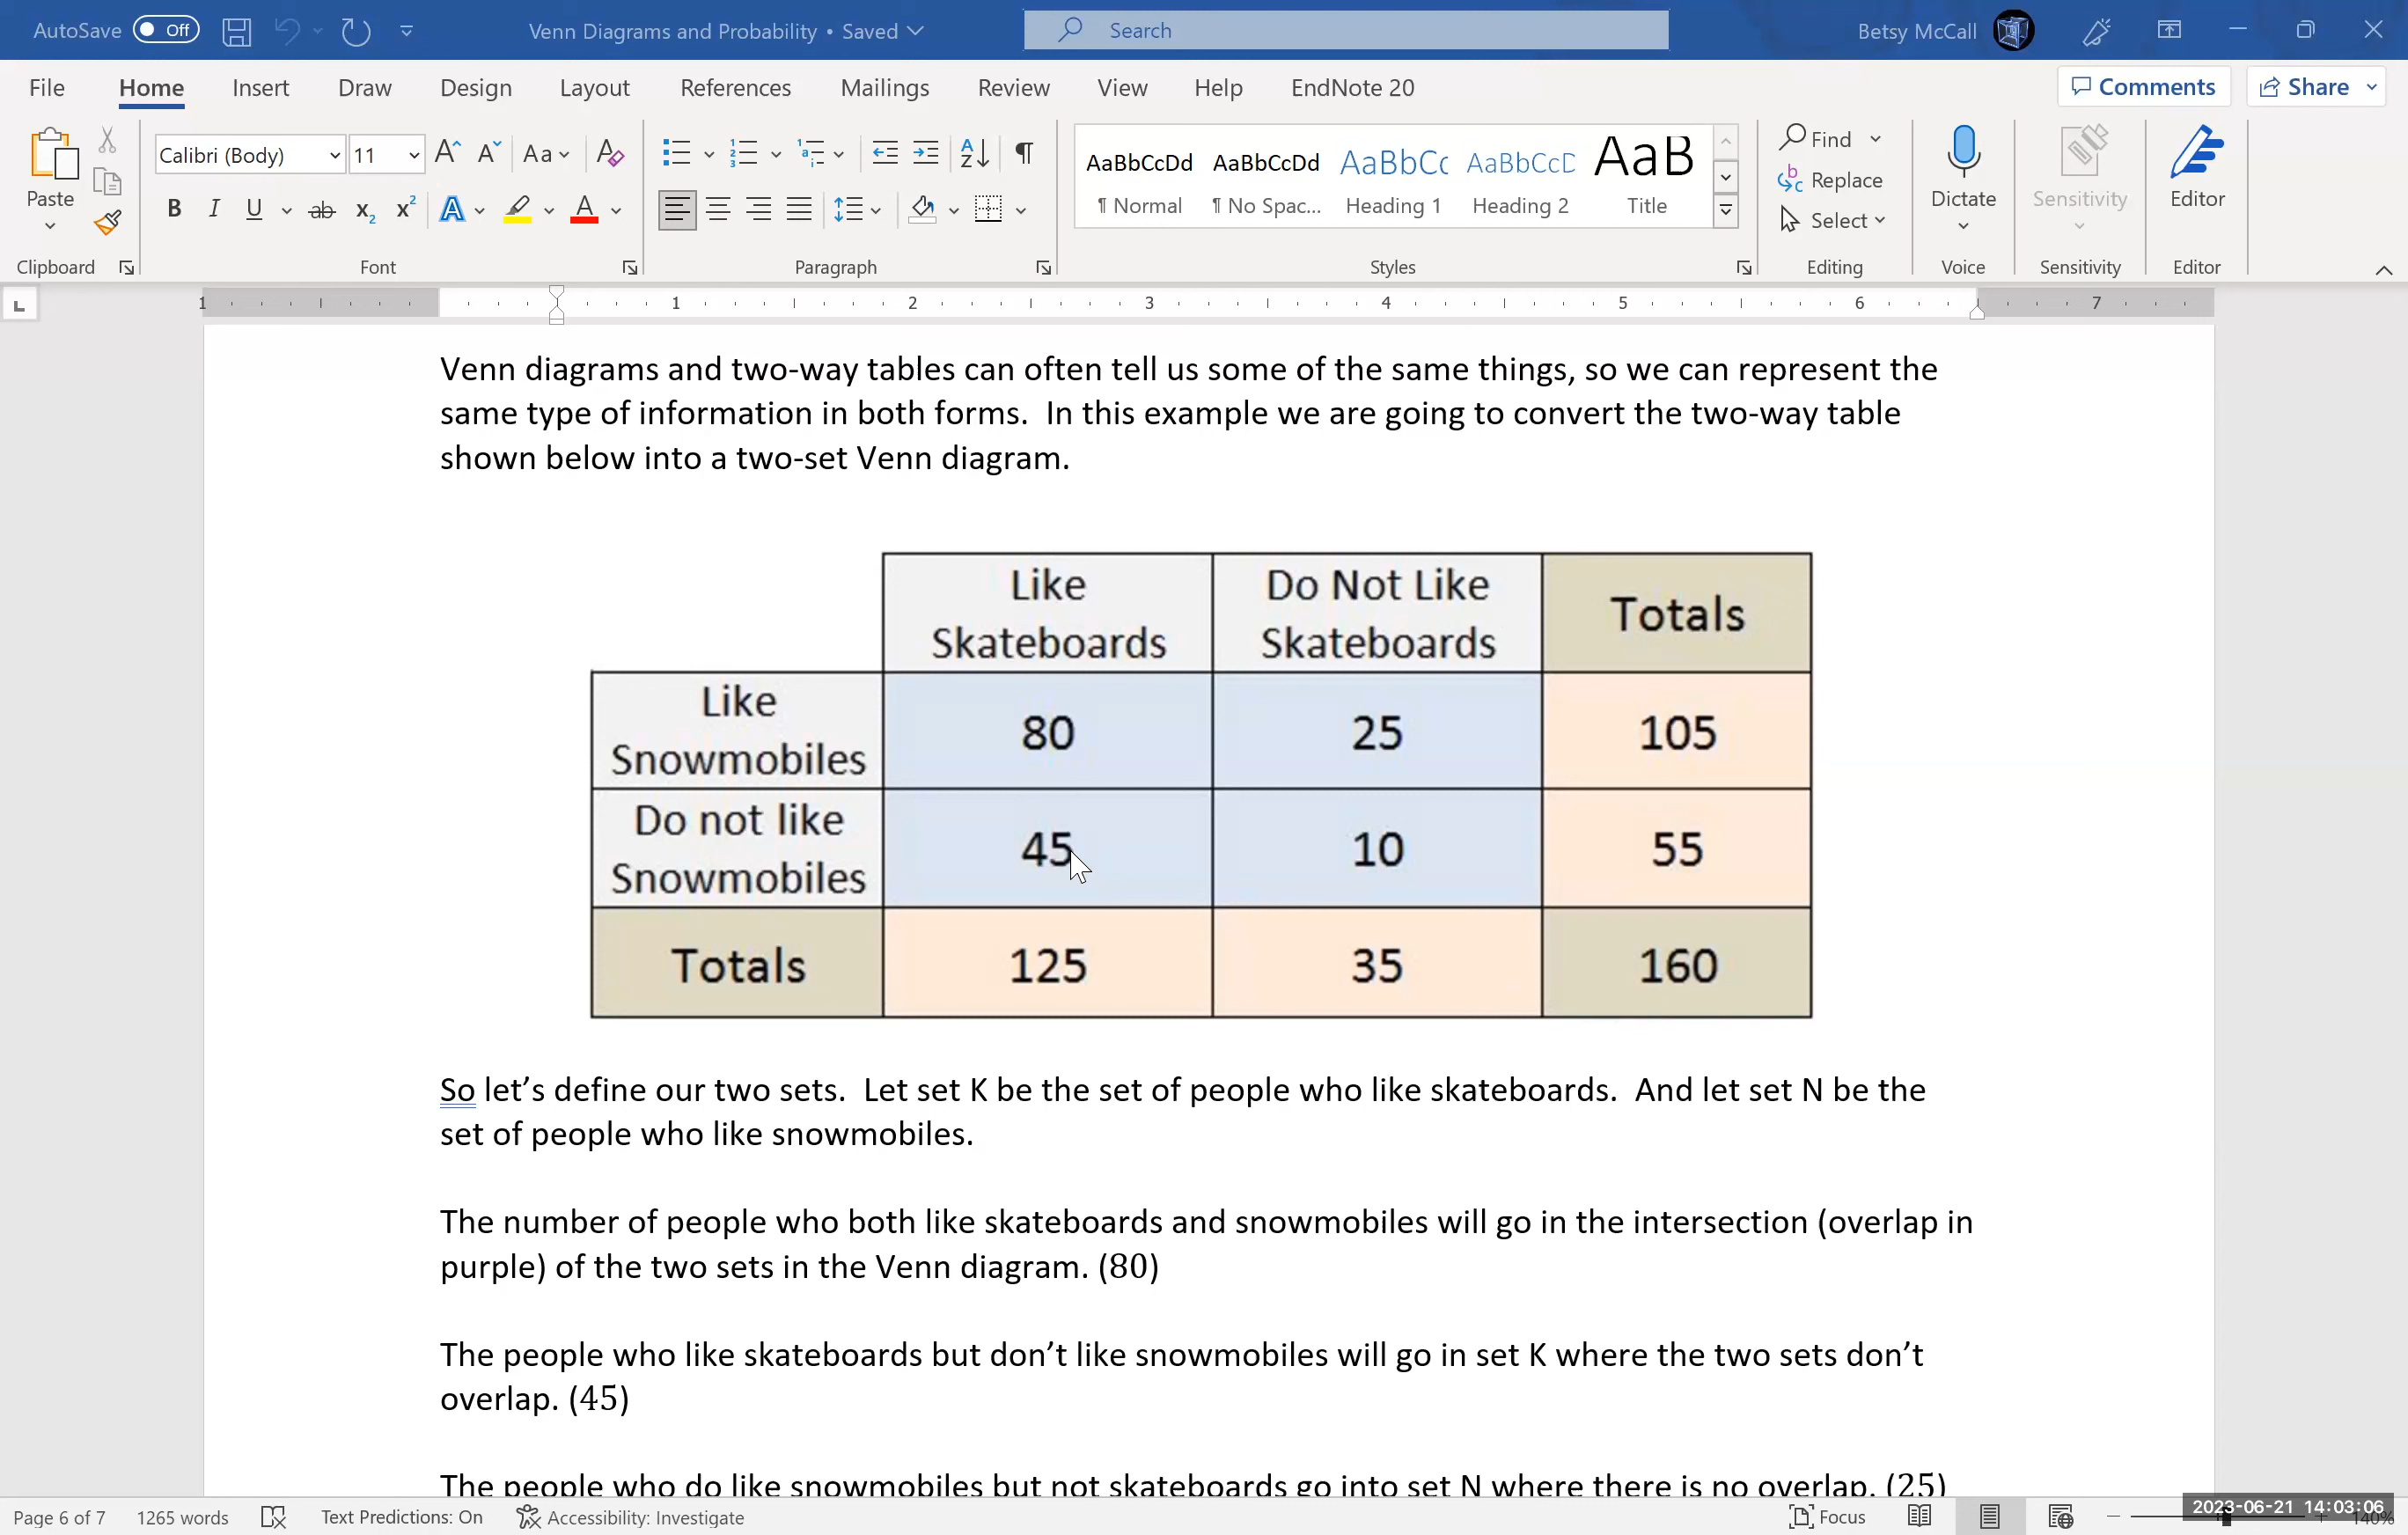 AutoSave Off Venn Diagrams and Probability • Saved Search Betsy McCall
File Home Insert Draw Design Layout References Mailings Review View Help EndNote 20 Comments Share
Paste Calibri (Body) 11 Aa AaBbCcDd AaBbCcDd AaBbCc AaBbCcD AaB Find Replace Select Dictate Sensitivity Editor
¶ Normal ¶ No Spac... Heading 1 Heading 2 Title
Clipboard Font Paragraph Styles Editing Voice Sensitivity Editor
1 1 2 3 4 5 6 7
Venn diagrams and two-way tables can often tell us some of the same things, so we can represent the
same type of information in both forms.  In this example we are going to convert the two-way table
shown below into a two-set Venn diagram.
Like Skateboards Do Not Like Skateboards Totals
Like Snowmobiles 80 25 105
Do not like Snowmobiles 45 10 55
Totals 125 35 160
So let’s define our two sets.  Let set K be the set of people who like skateboards.  And let set N be the
set of people who like snowmobiles.
The number of people who both like skateboards and snowmobiles will go in the intersection (overlap in
purple) of the two sets in the Venn diagram. (80)
The people who like skateboards but don’t like snowmobiles will go in set K where the two sets don’t
overlap. (45)
The people who do like snowmobiles but not skateboards go into set N where there is no overlap. (25)
Page 6 of 7 1265 words Text Predictions: On Accessibility: Investigate Focus 140%
2023-06-21 14:03:06